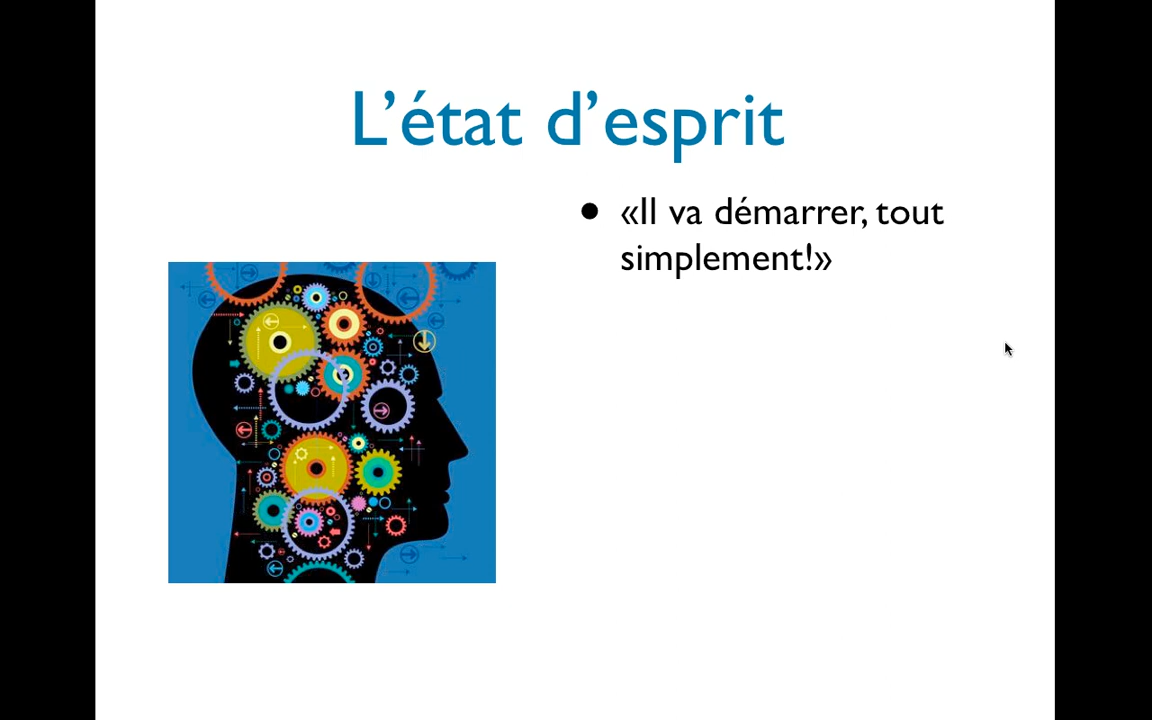 L’état d’esprit
• «Il va démarrer, tout
simplement!»